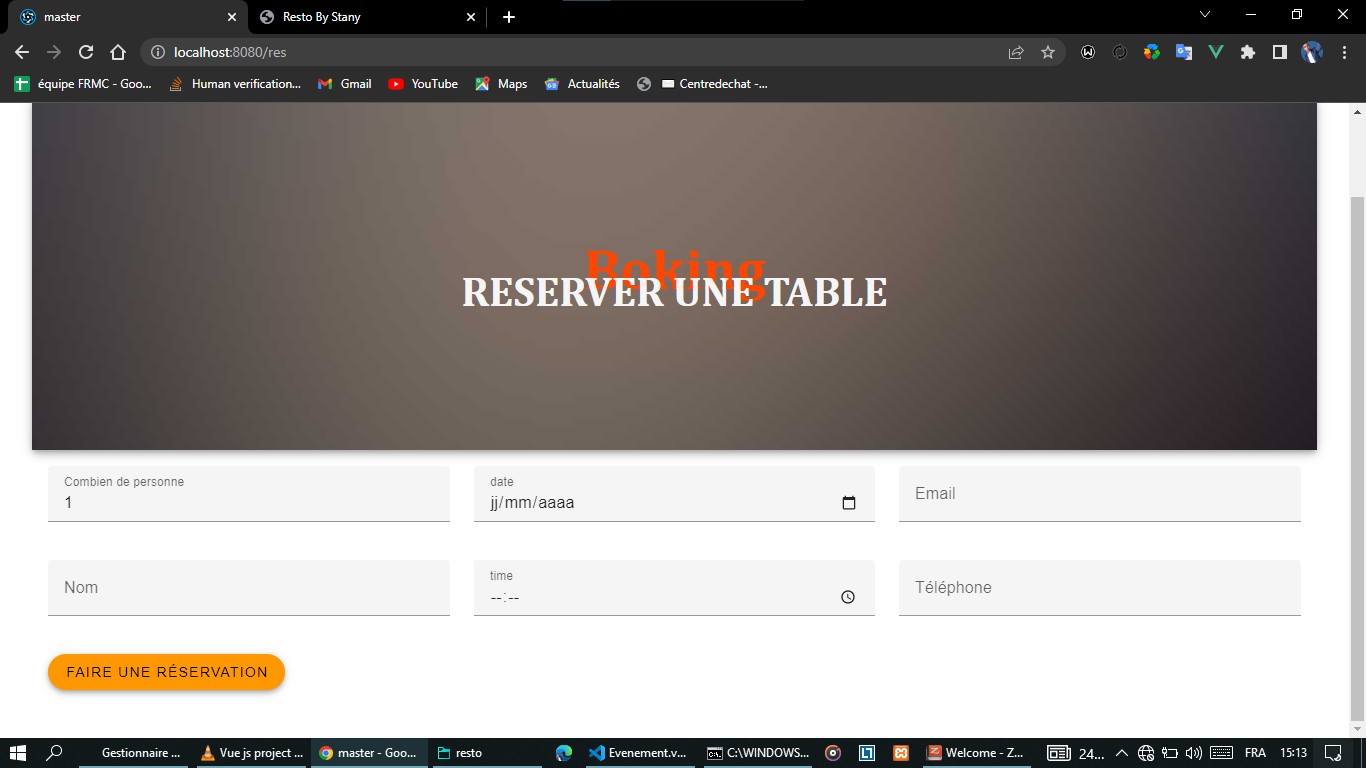 master
Resto By Stany
localhost:8080/res
équipe FRMC - Goo...
Human verification...
Gmail
YouTube
Maps
Actualités
Centredechat -...
Boking
RESERVER UNE TABLE
Combien de personne
1
date
jj/mm/aaaa
Email
Nom
time
--:--
Téléphone
FAIRE UNE RÉSERVATION
Gestionnaire ...
Vue js project ...
master - Goo...
resto
Evenement.v...
C:\WINDOWS...
Welcome - Z...
24...
FRA
15:13